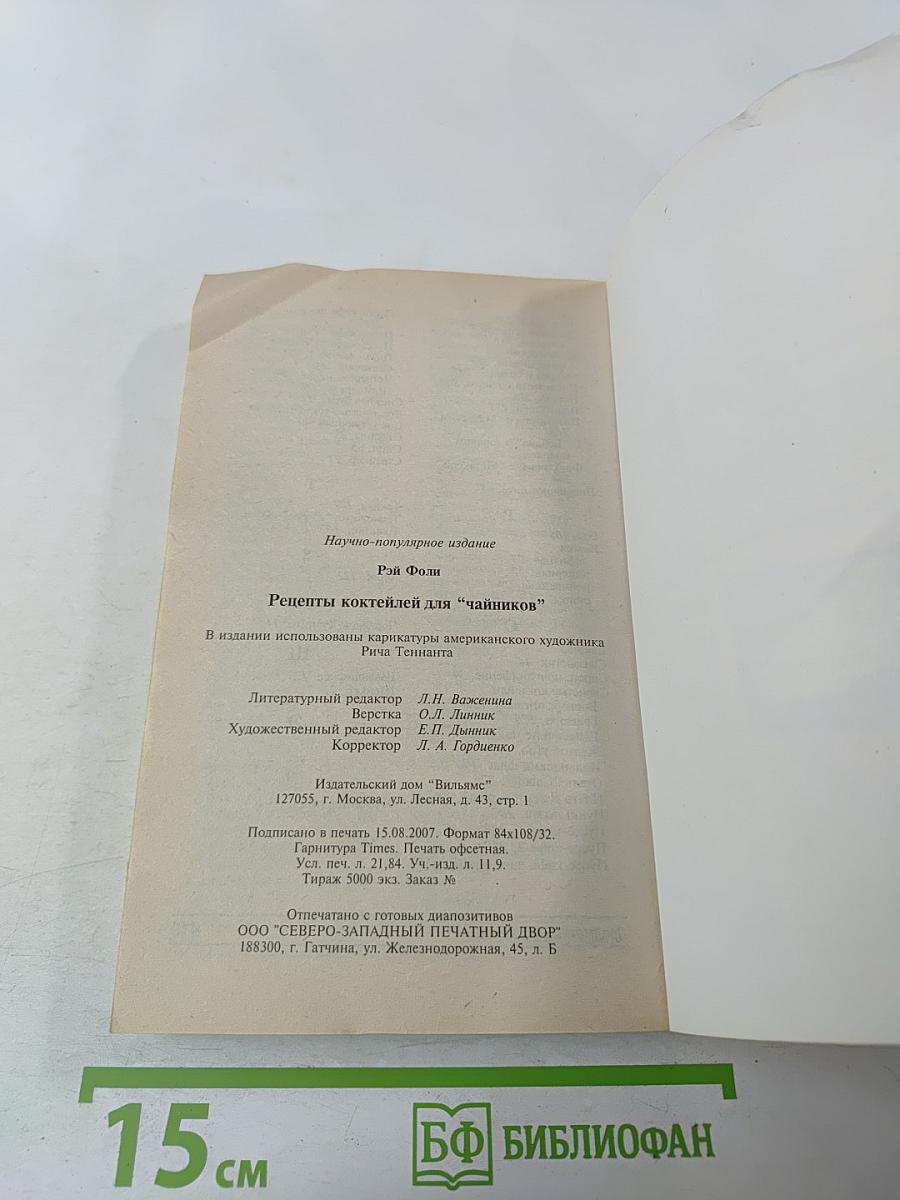 Научно-популярное издание
Рэй Фоли
Рецепты коктейлей для “чайников”
В издании использованы карикатуры американского художника
Рича Теннанта
Литературный редактор Л.Н. Важенина
Верстка О.Л. Линник
Художественный редактор Е.П. Дынник
Корректор Л. А. Гордиенко
Издательский дом “Вильямс”
127055, г. Москва, ул. Лесная, д. 43, стр. 1
Подписано в печать 15.08.2007. Формат 84х108/32.
Гарнитура Times. Печать офсетная.
Усл. печ. л. 21,84. Уч.-изд. л. 11,9.
Тираж 5000 экз. Заказ №
Отпечатано с готовых диапозитивов
ООО "СЕВЕРО-ЗАПАДНЫЙ ПЕЧАТНЫЙ ДВОР"
188300, г. Гатчина, ул. Железнодорожная, 45, л. Б
15 см
БФ БИБЛИОФАН